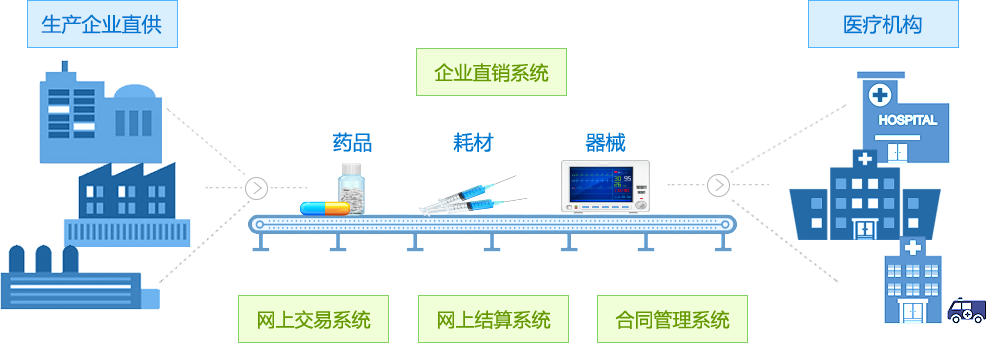 生产企业直供
医疗机构
企业直销系统
HOSPITAL
药品
耗材
器械
网上交易系统
网上结算系统
合同管理系统